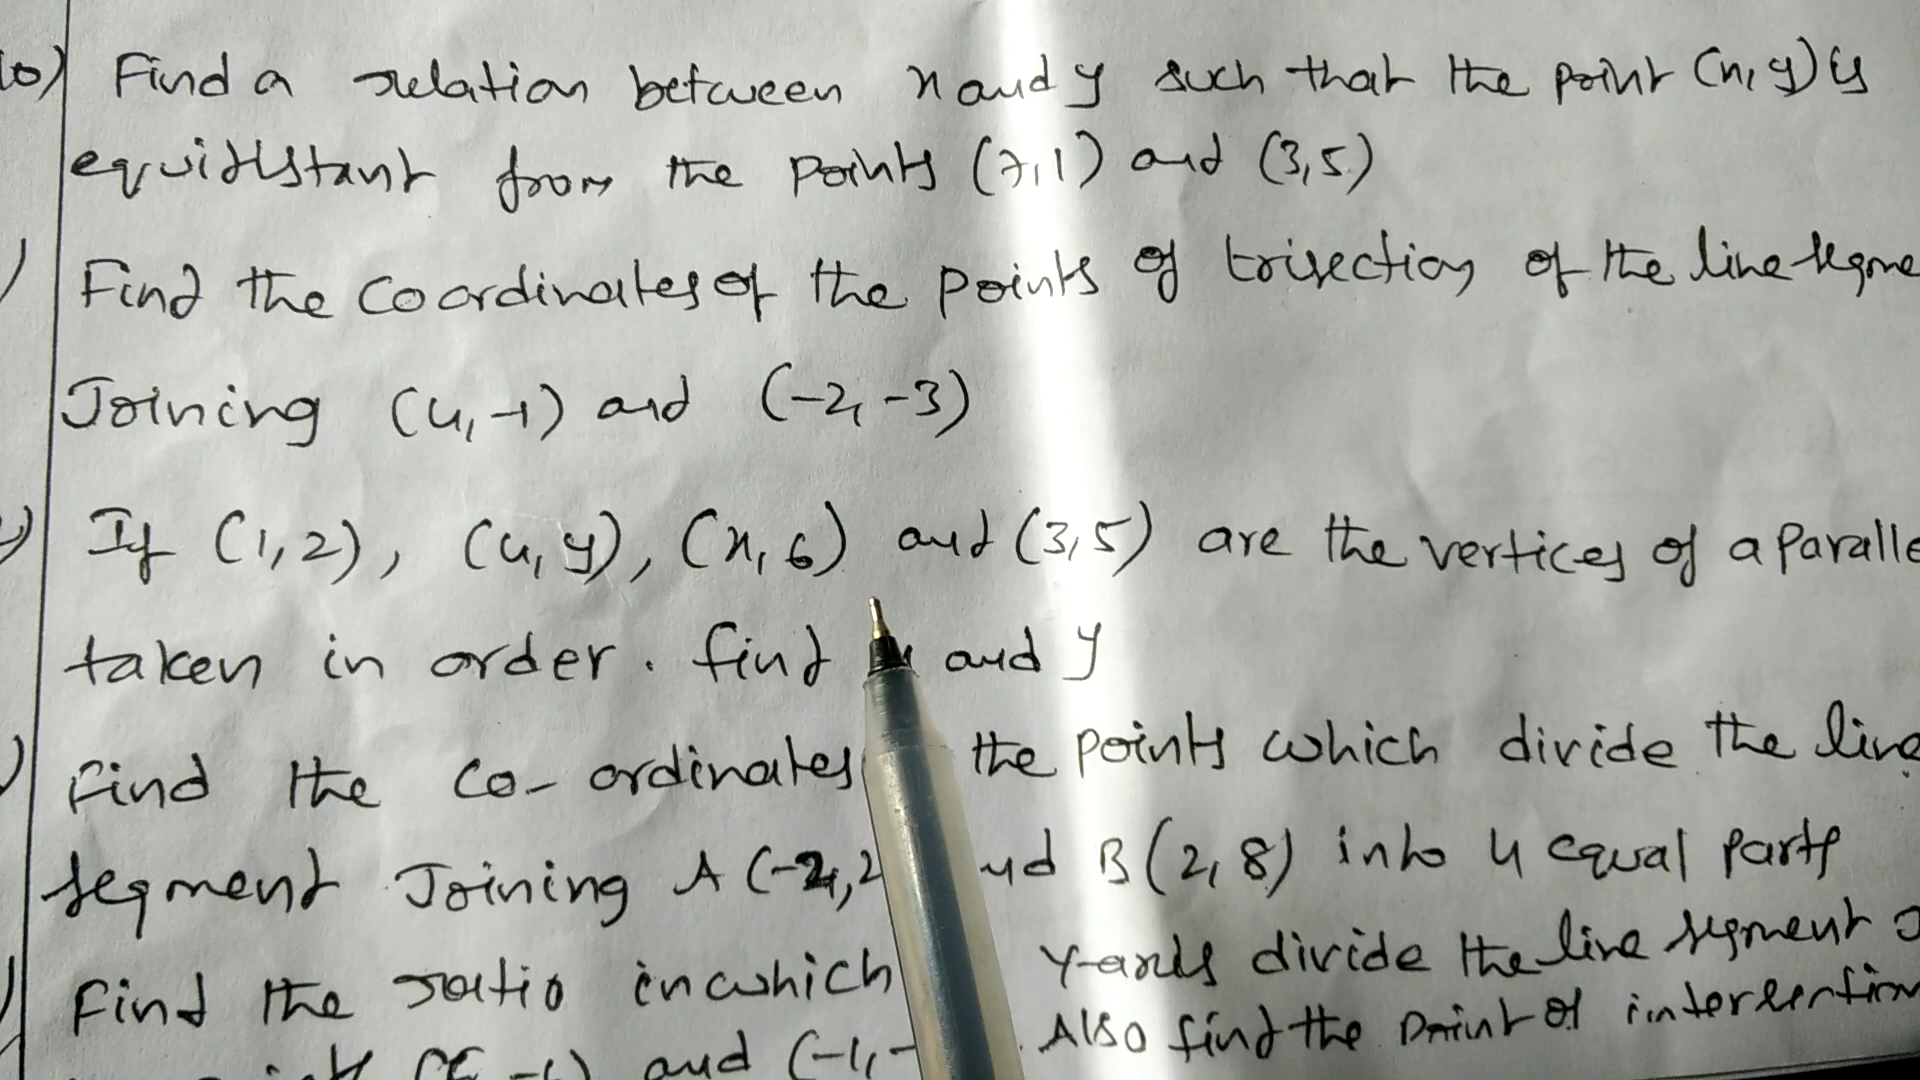 10) Find a relation between x and y such that the point (x, y) is
equidistant from the points (7,1) and (3,5)
) Find the coordinates of the points of trisection of the line segme
Joining (4,-1) and (-2,-3)
) If (1,2), (4,y), (x,6) and (3,5) are the vertices of a Paralle
taken in order. find and y
) Find the co-ordinates the points which divide the line
segment Joining A (-2,2 and B(2,8) into 4 equal parts
) Find the ratio in which Y-axis divide the line segment
(5,-6) and (-1,- . Also find the point of intersection